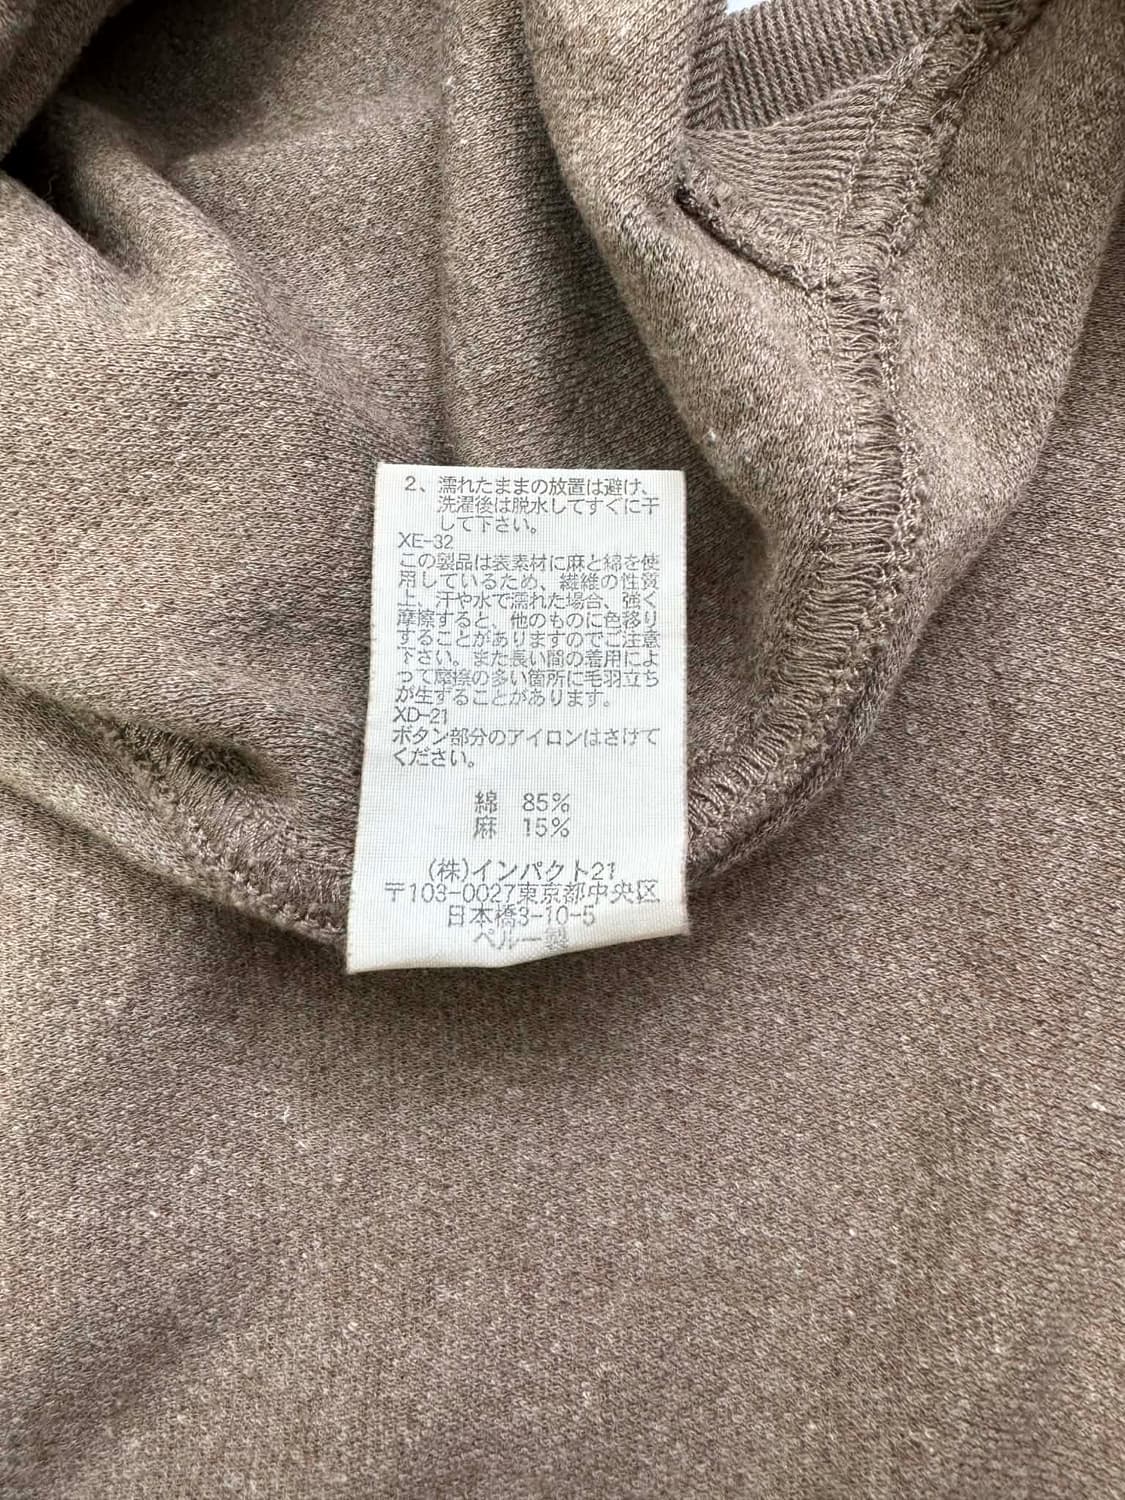 2、濡れたままの放置は避け、
洗濯後は脱水してすぐに干
して下さい。
XE-32
この製品は表素材に麻と綿を使
用しているため、繊維の性質
上、汗や水で濡れた場合、強く
摩擦すると、他のものに色移り
することがありますのでご注意
下さい。また長い間の着用によ
って摩擦の多い箇所に毛羽立ち
が生ずることがあります。
XD-21
ボタン部分のアイロンはさけて
ください。
綿 85%
麻 15%
(株)インパクト21
〒103-0027東京都中央区
日本橋3-10-5
ペルー製